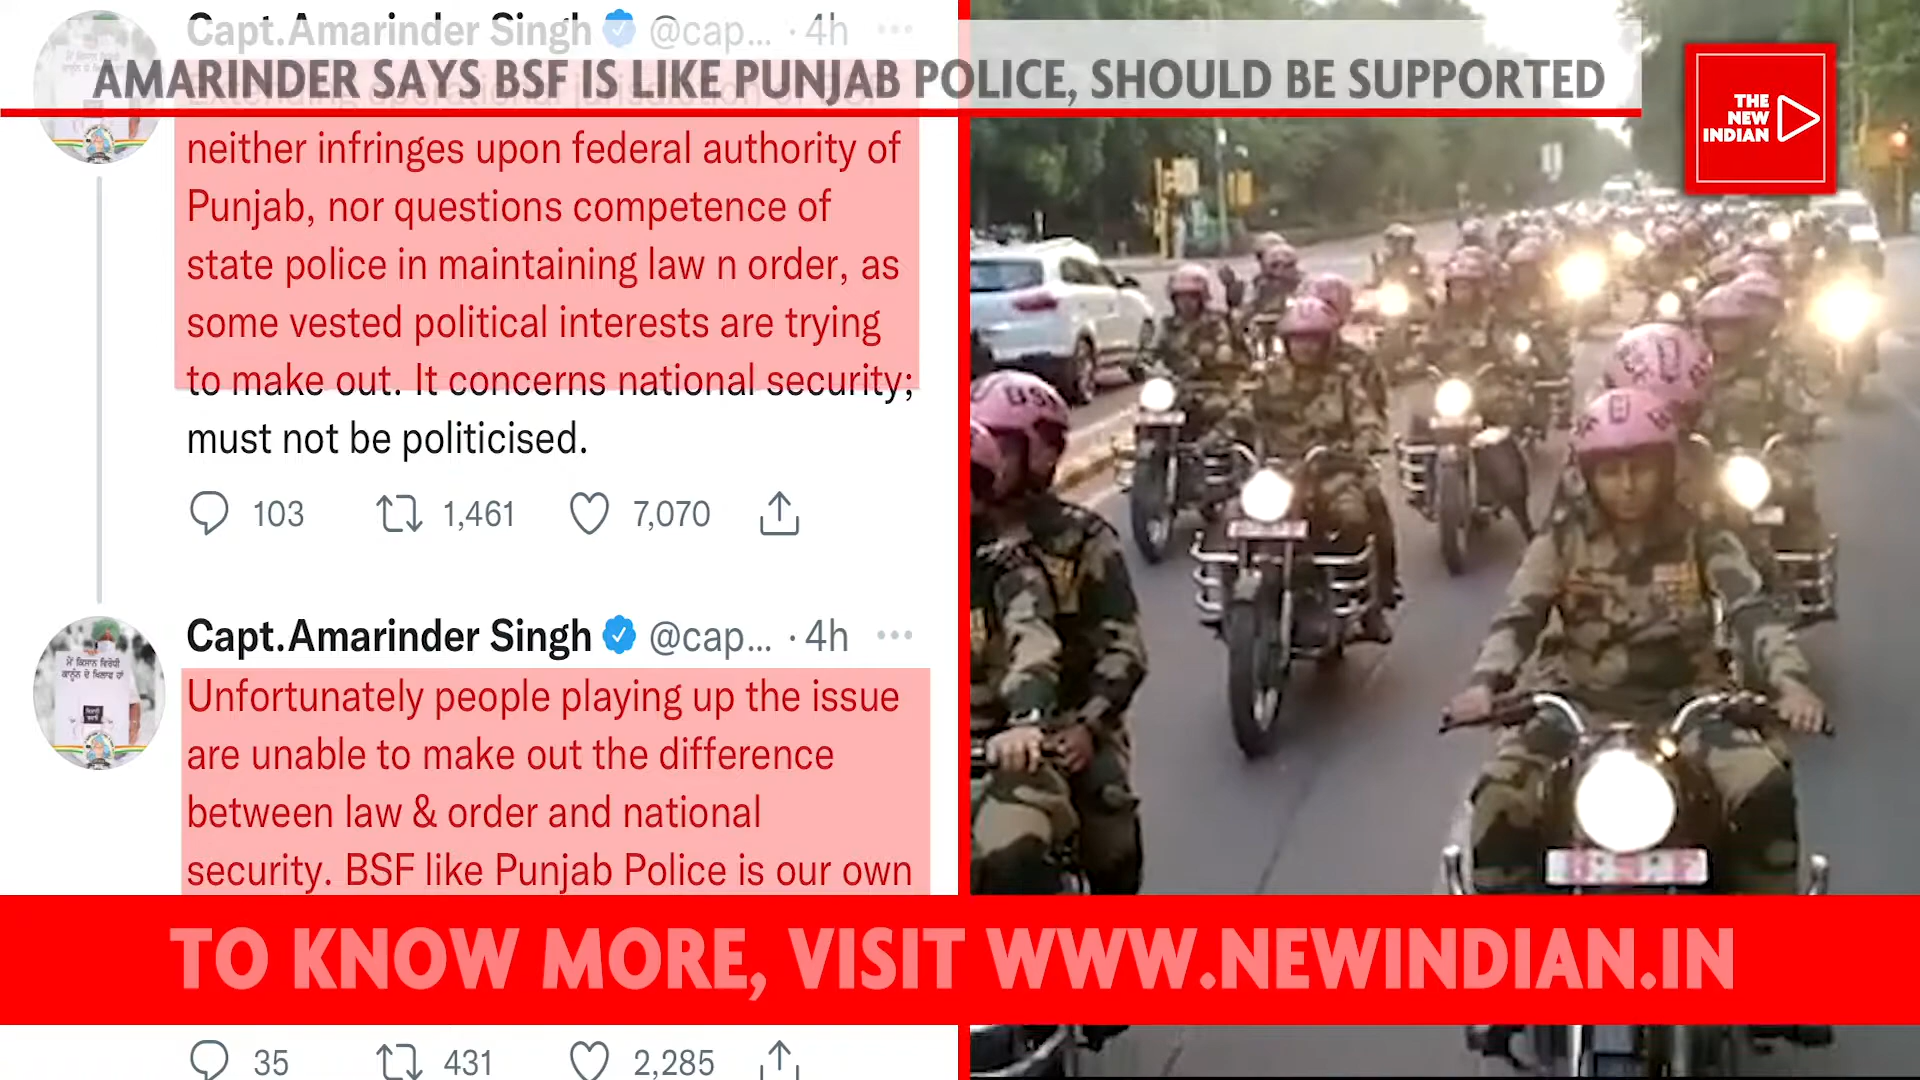 Capt.Amarinder Singh @cap... · 4h ...
AMARINDER SAYS BSF IS LIKE PUNJAB POLICE, SHOULD BE SUPPORTED
THE
NEW
INDIAN
neither infringes upon federal authority of
Punjab, nor questions competence of
state police in maintaining law n order, as
some vested political interests are trying
to make out. It concerns national security;
must not be politicised.
103 1,461 7,070
Capt.Amarinder Singh @cap... · 4h ...
ਮੈਂ ਕਿਸਾਨ ਵਿਰੋਧੀ
ਕਾਨੂੰਨ ਦੇ ਖਿਲਾਫ ਹਾਂ
Unfortunately people playing up the issue
are unable to make out the difference
between law & order and national
security. BSF like Punjab Police is our own
TO KNOW MORE, VISIT WWW.NEWINDIAN.IN
35 431 2,285
BSF
B S F